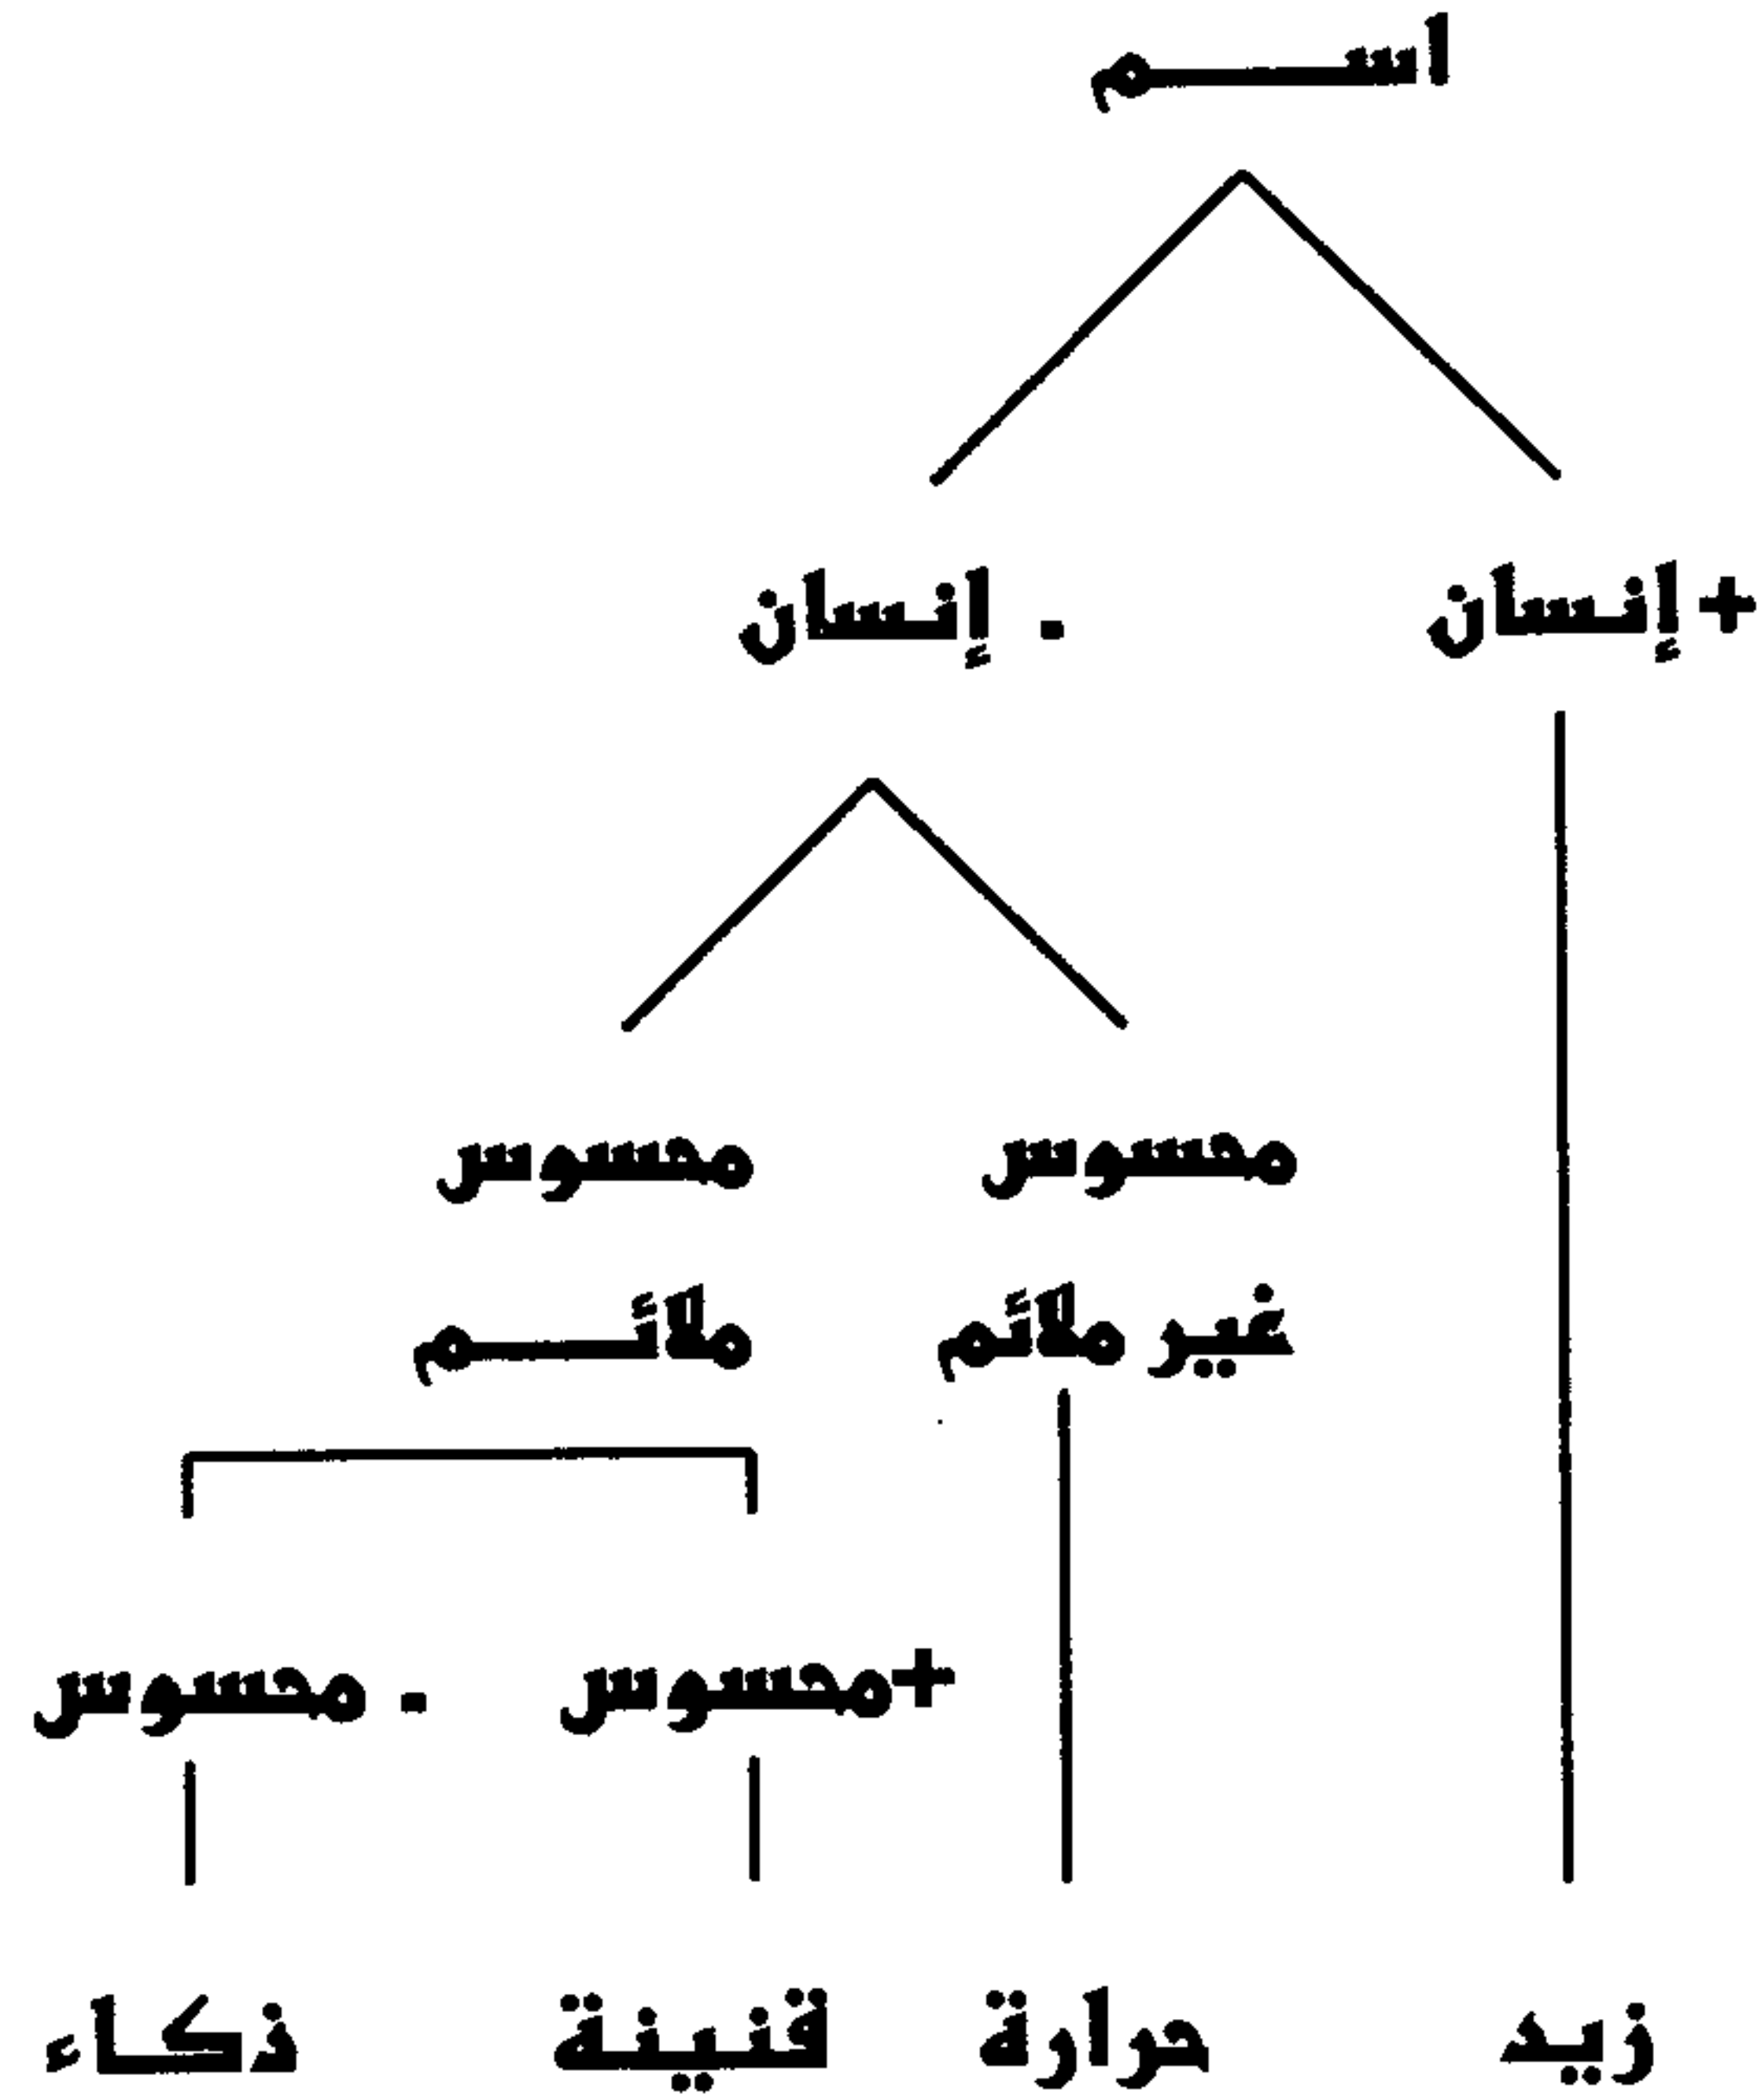 اسم
+ إنسان . إنسان
محسوس محسوس
غير ملائم ملائم
+ محسوس . محسوس
زيد حرارة قنينة ذكاء